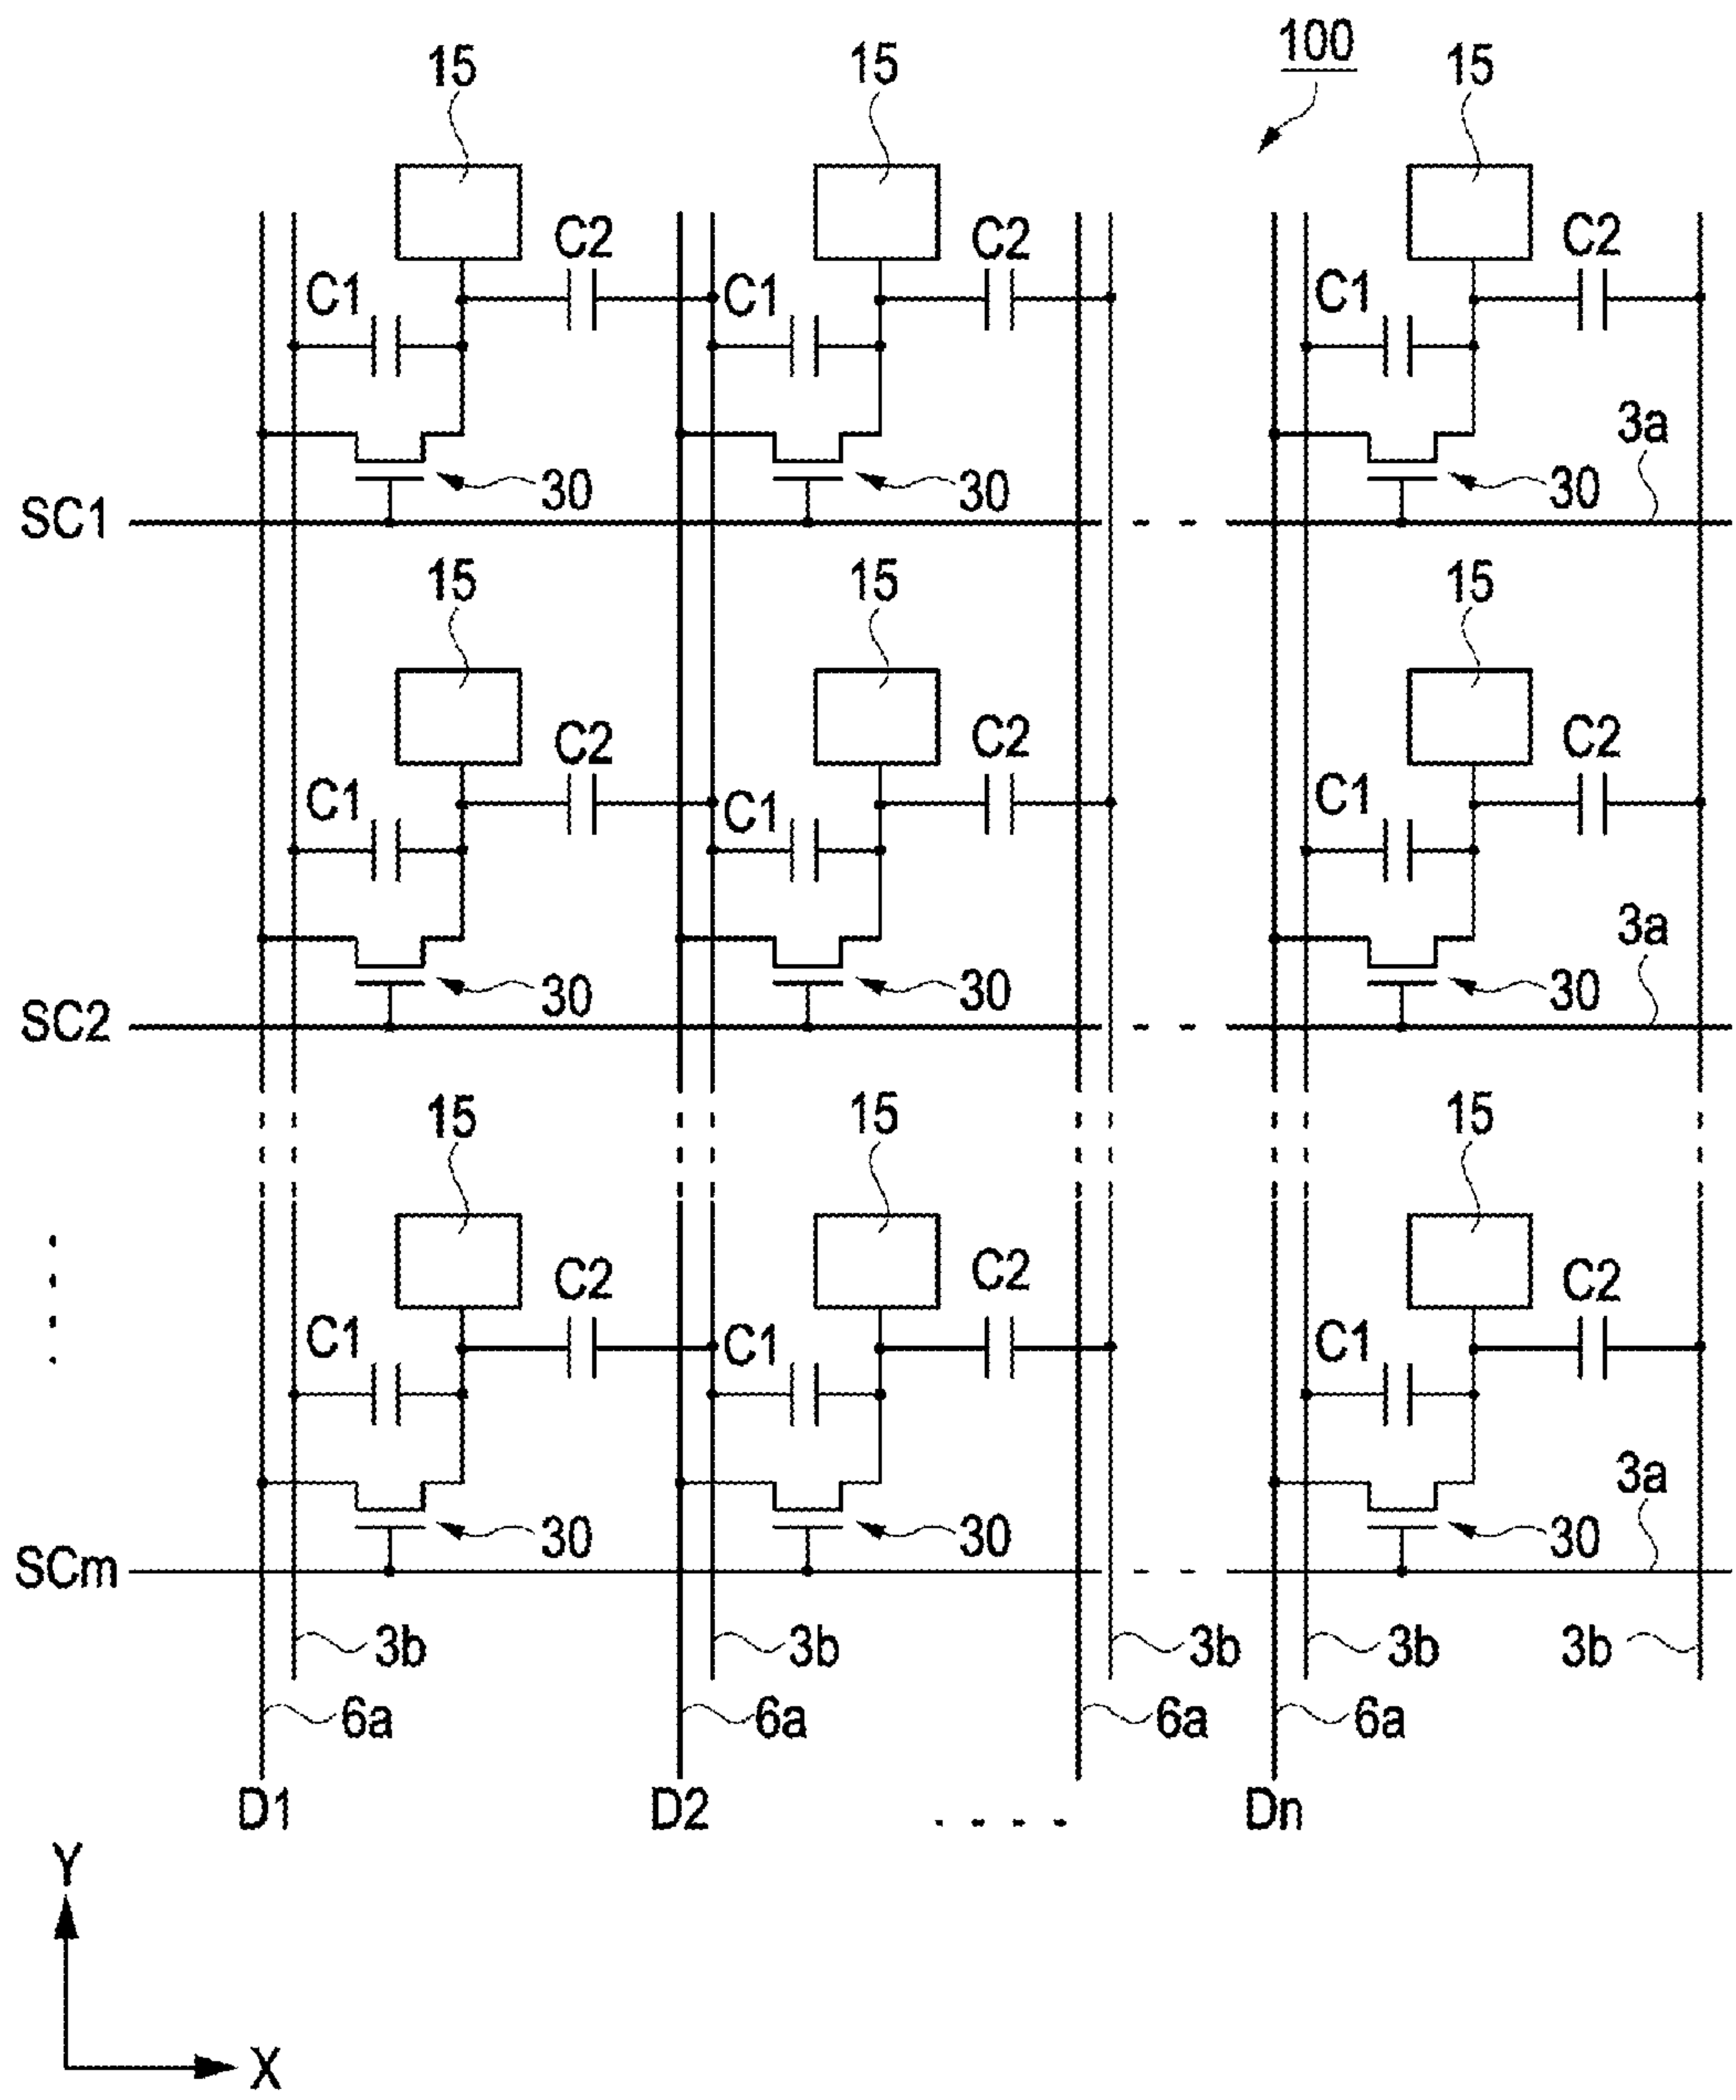 100
15 15 15
C2 C2 C2
C1 C1 C1
3a
30 30 30
SC1
15 15 15
C2 C2 C2
C1 C1 C1
3a
30 30 30
SC2
15 15 15
C2 C2 C2
C1 C1 C1
3a
30 30 30
SCm
3b 3b 3b 3b 3b
6a 6a 6a 6a
D1 D2 Dn
Y
X